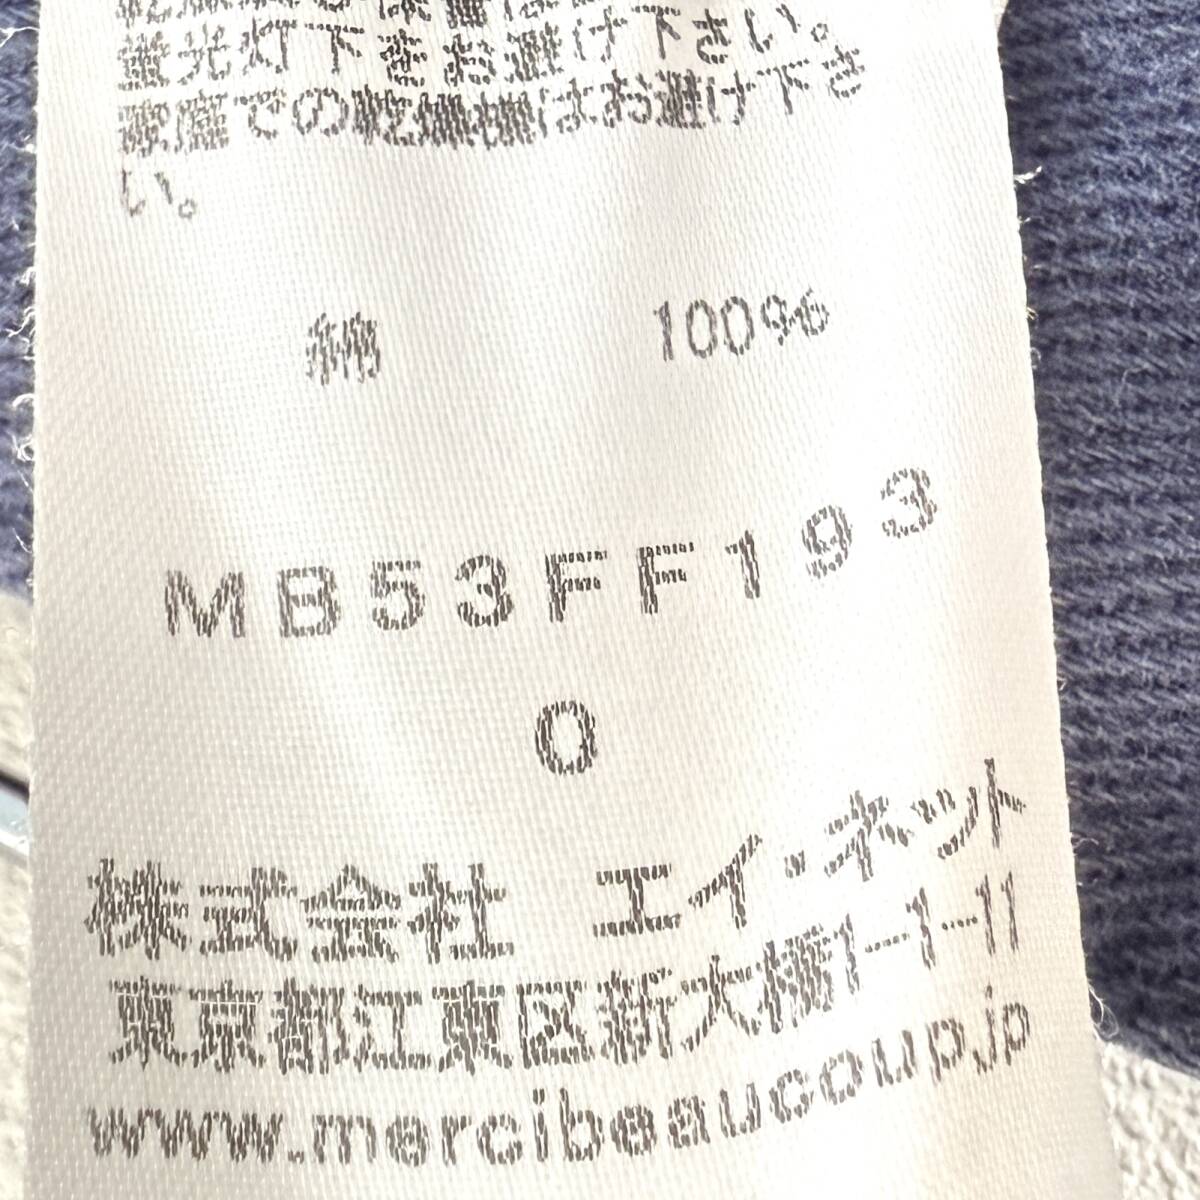 蛍光灯下をお避け下さい。
敷席での乾燥機はお避け下さ
い。
綿 100%
MB53FF193
0
株式会社 エイ・ネット
東京都江東区新大橋1-1-11
www.mercibeaucoup.jp